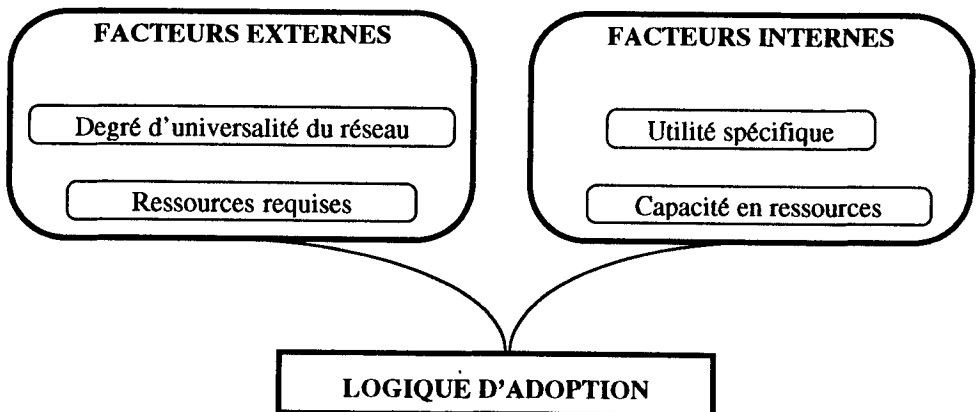 FACTEURS EXTERNES
Degré d'universalité du réseau
Ressources requises
FACTEURS INTERNES
Utilité spécifique
Capacité en ressources
LOGIQUE D'ADOPTION